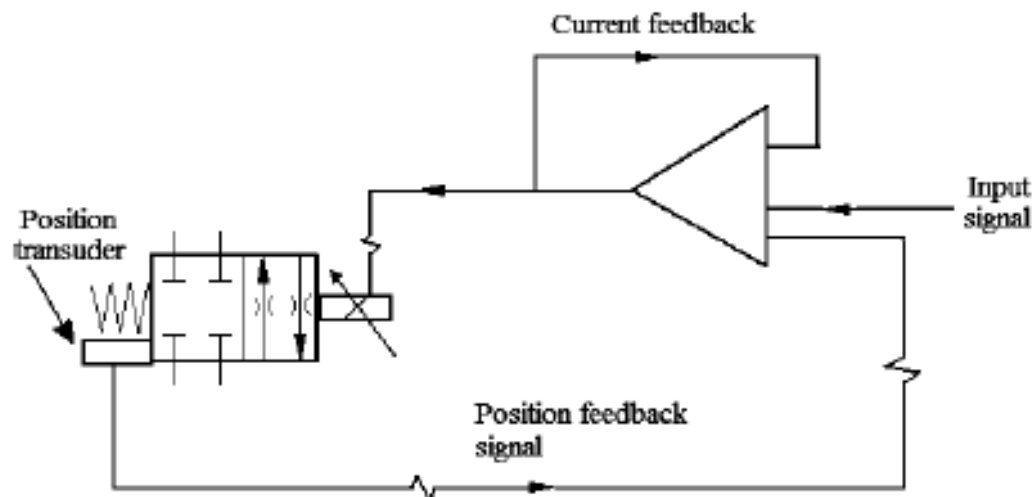 Current feedback
Input
signal
Position
transuder
Position feedback
signal